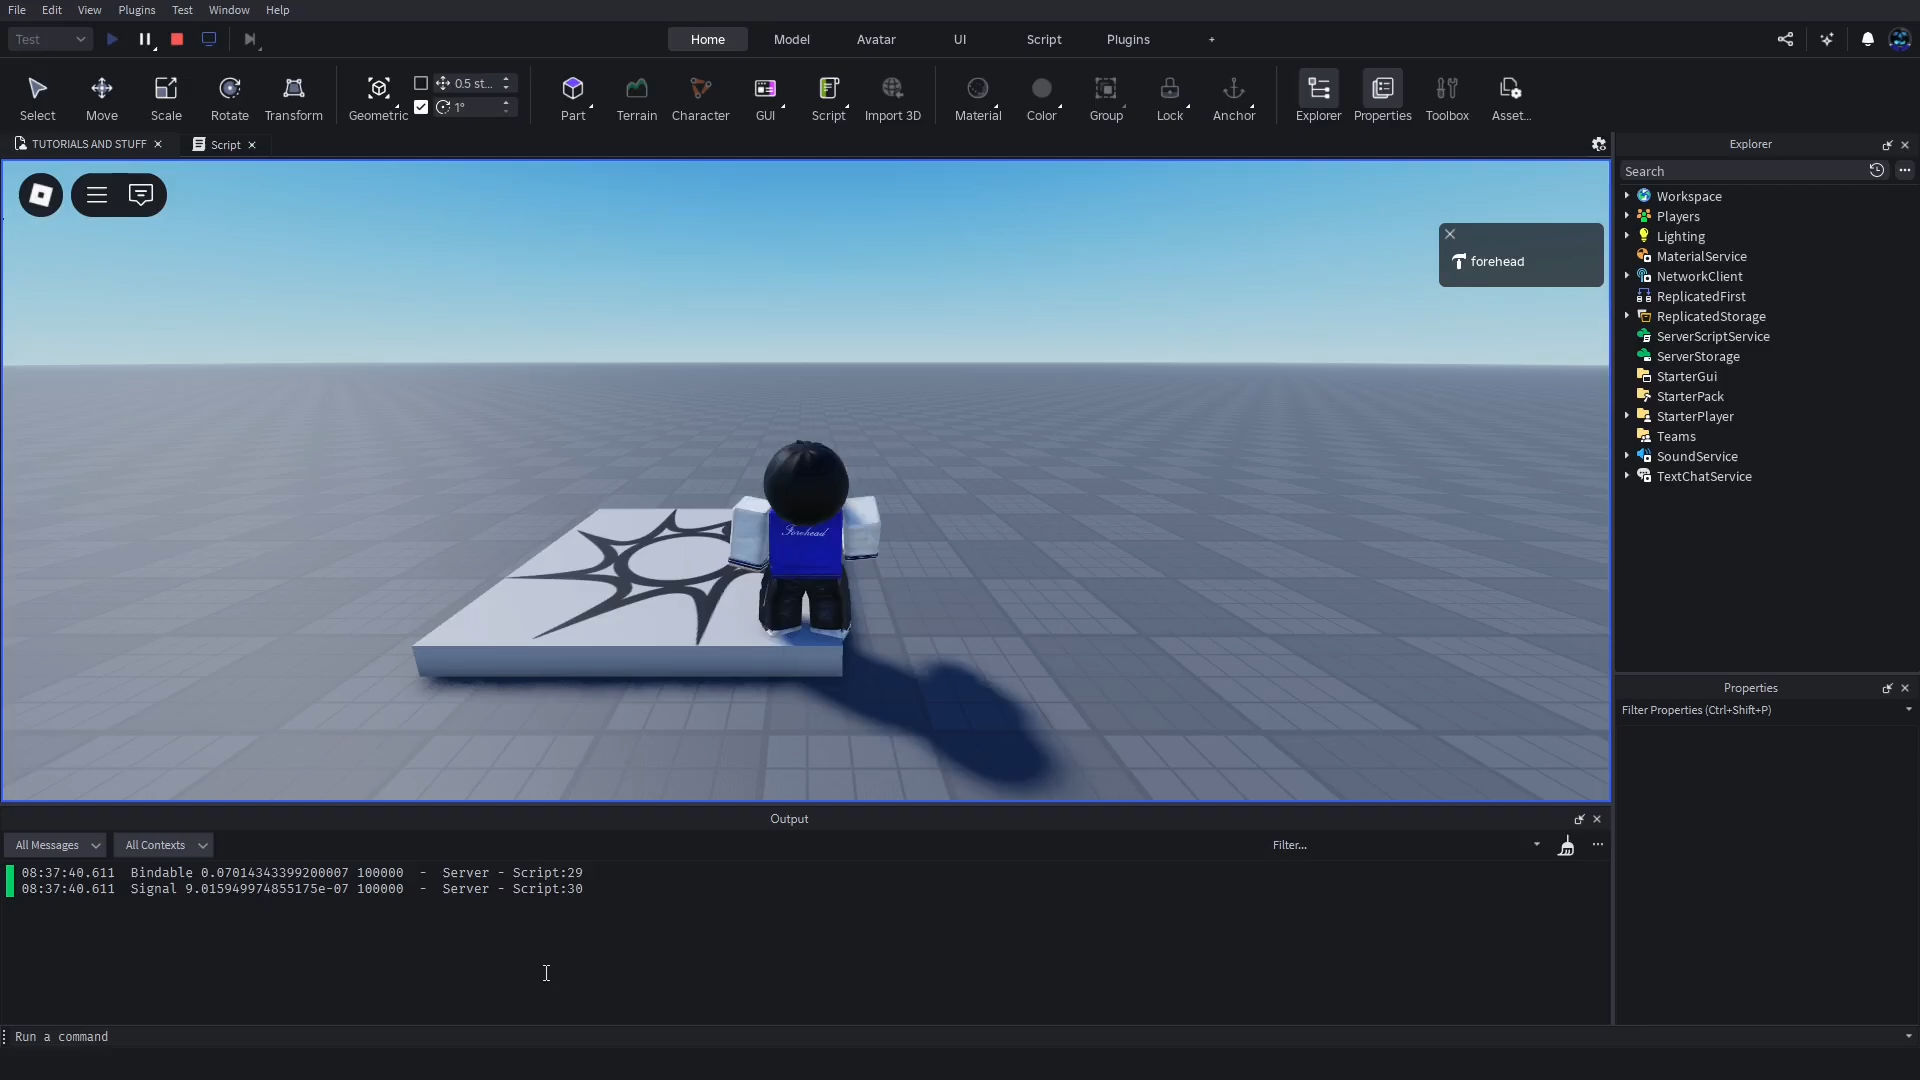 File Edit View Plugins Test Window Help
Test
Home Model Avatar UI Script Plugins +
Select Move Scale Rotate Transform Geometric 0.5 st... 1° Part Terrain Character GUI Script Import 3D Material Color Group Lock Anchor Explorer Properties Toolbox Asset...
TUTORIALS AND STUFF Script
Explorer
Search
Workspace
Players
Lighting
MaterialService
NetworkClient
ReplicatedFirst
ReplicatedStorage
ServerScriptService
ServerStorage
StarterGui
StarterPack
StarterPlayer
Teams
SoundService
TextChatService
forehead
Forehead
Properties
Filter Properties (Ctrl+Shift+P)
Output
All Messages All Contexts Filter...
08:37:40.611 Bindable 0.07014343399200007 100000 - Server - Script:29
08:37:40.611 Signal 9.015949974855175e-07 100000 - Server - Script:30
Run a command